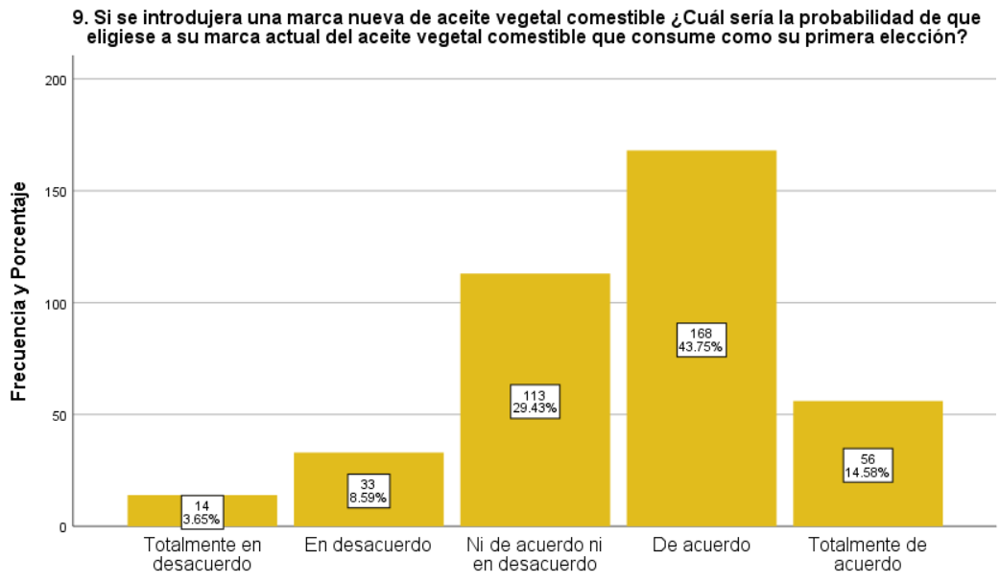 9. Si se introdujera una marca nueva de aceite vegetal comestible ¿Cuál sería la probabilidad de que
eligiese a su marca actual del aceite vegetal comestible que consume como su primera elección?
Frecuencia y Porcentaje
200
150
100
50
0
14
3.65%
33
8.59%
113
29.43%
168
43.75%
56
14.58%
Totalmente en
desacuerdo
En desacuerdo
Ni de acuerdo ni
en desacuerdo
De acuerdo
Totalmente de
acuerdo